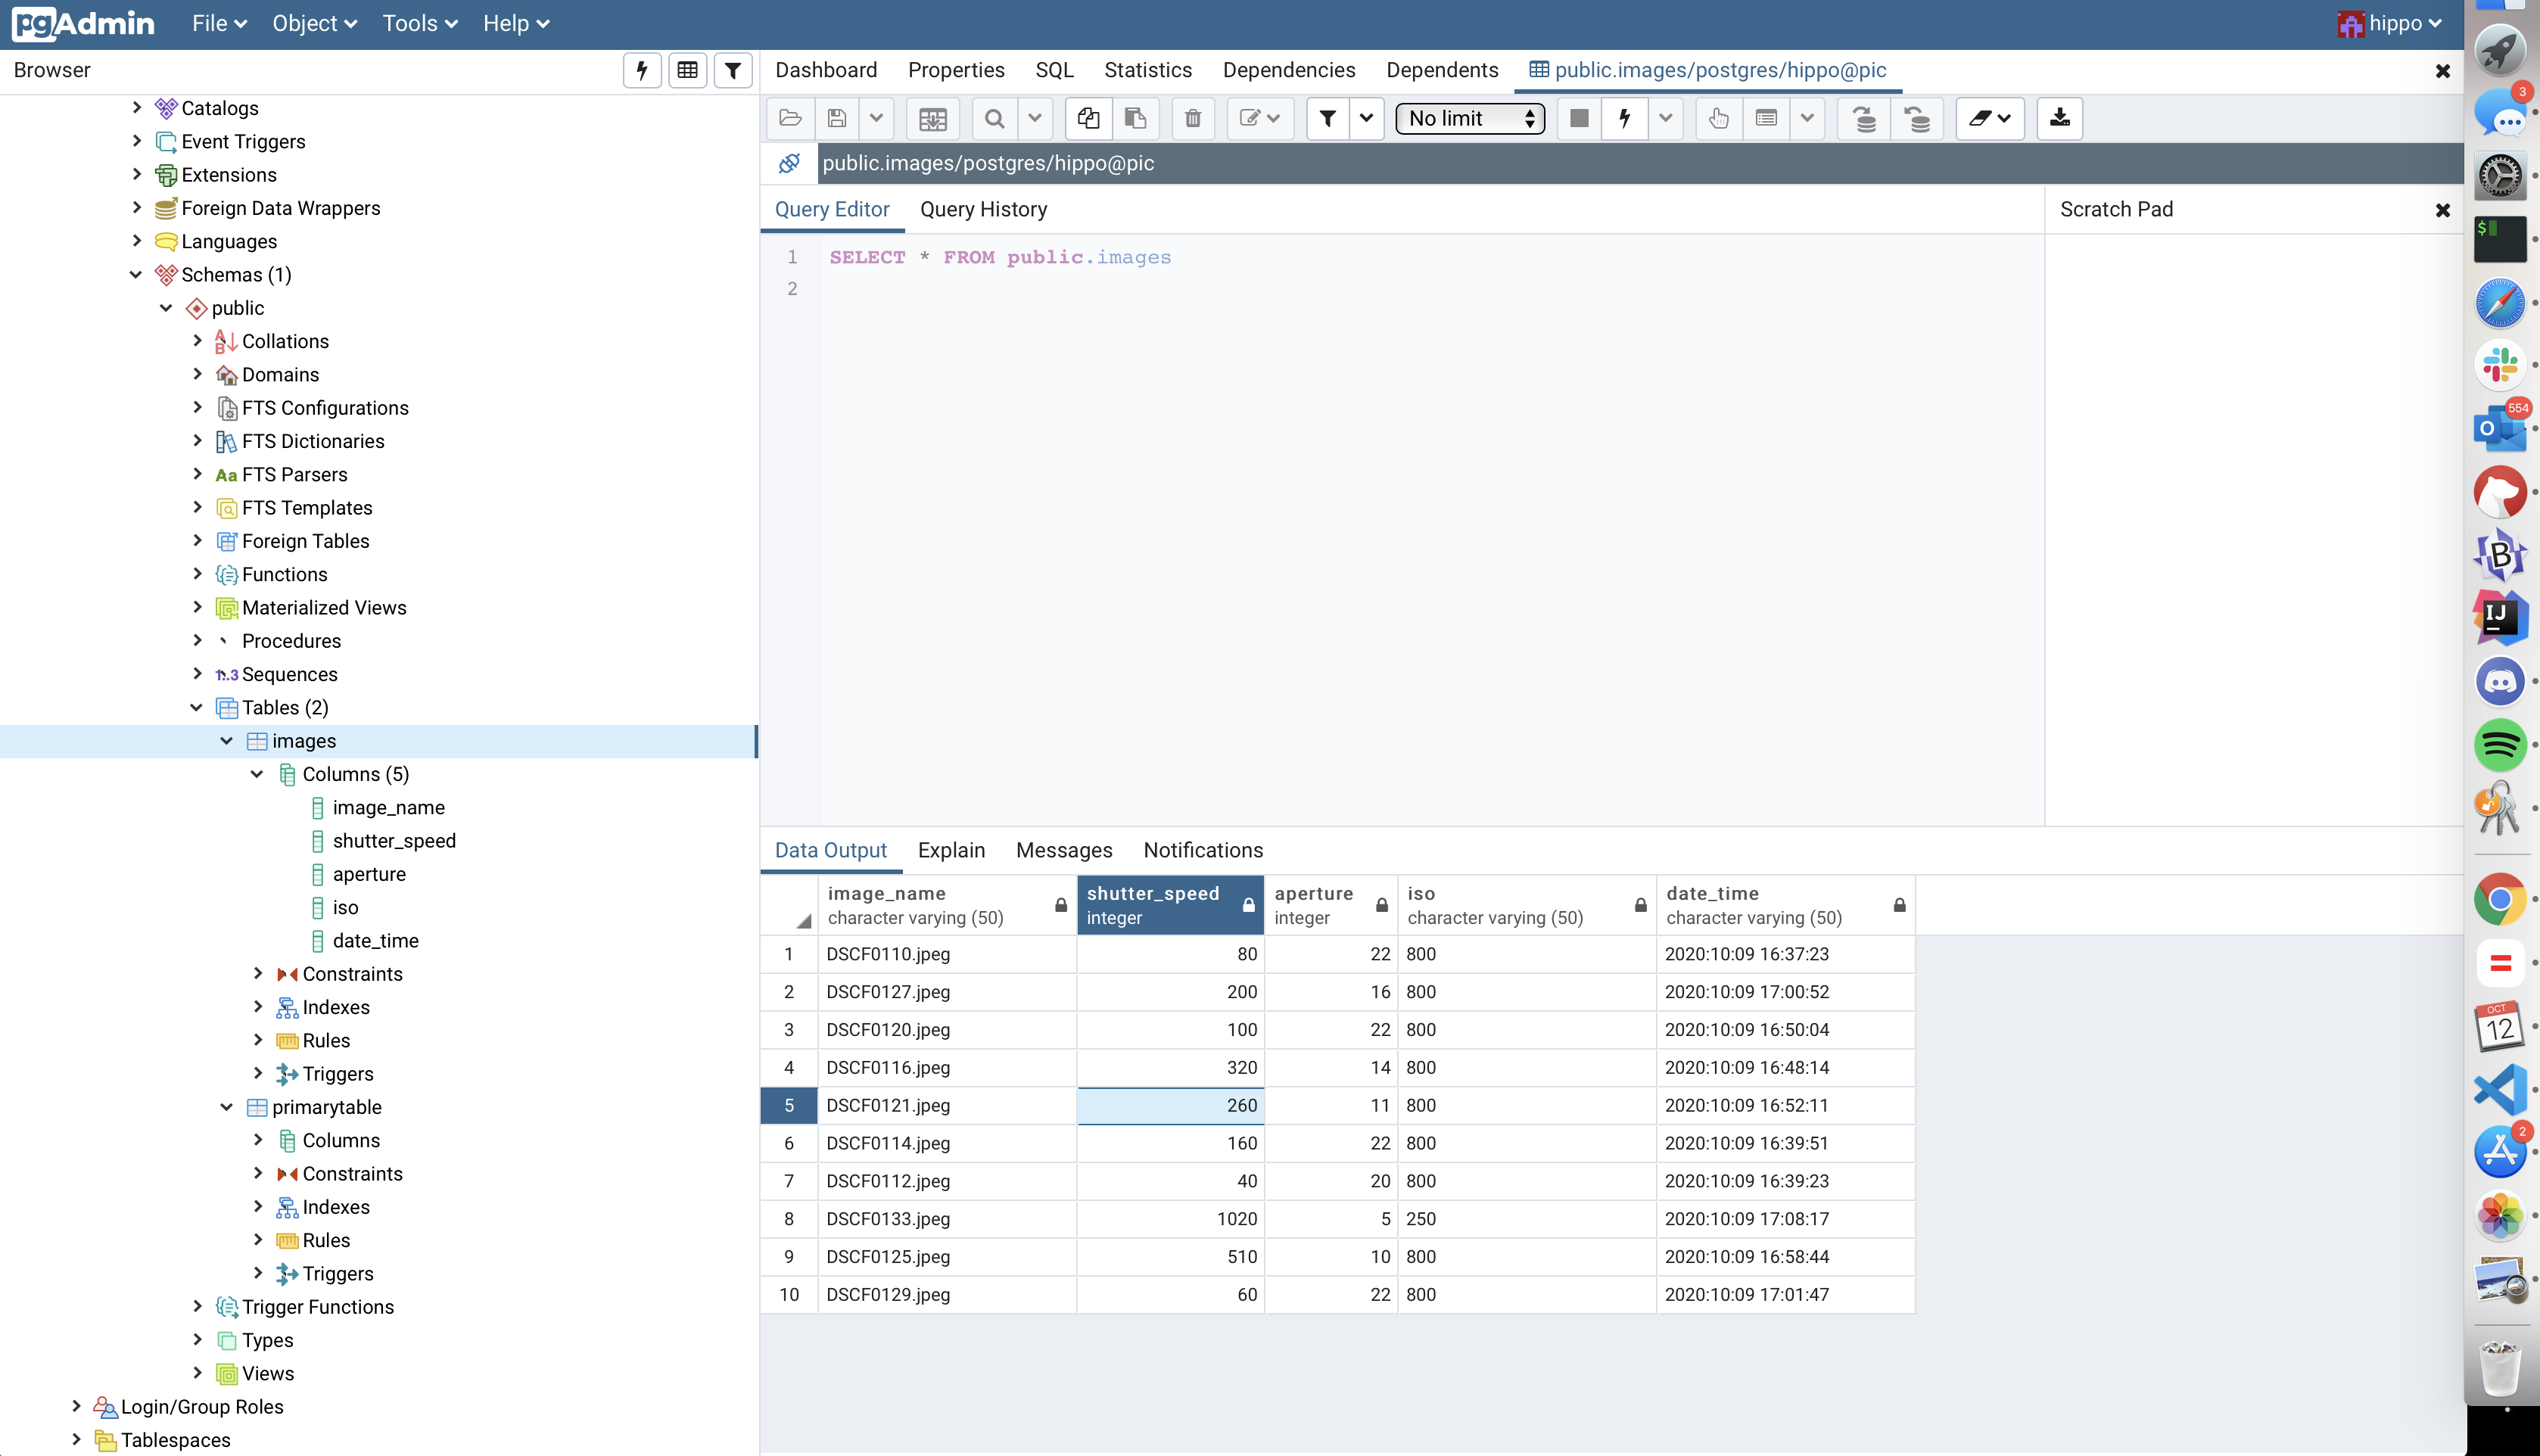 pgAdmin File Object Tools Help hippo
Browser
Dashboard Properties SQL Statistics Dependencies Dependents public.images/postgres/hippo@pic
No limit
public.images/postgres/hippo@pic
Query Editor Query History Scratch Pad
1 SELECT * FROM public.images
2
Catalogs
Event Triggers
Extensions
Foreign Data Wrappers
Languages
Schemas (1)
public
Collations
Domains
FTS Configurations
FTS Dictionaries
Aa FTS Parsers
FTS Templates
Foreign Tables
Functions
Materialized Views
Procedures
1..3 Sequences
Tables (2)
images
Columns (5)
image_name
shutter_speed
aperture
iso
date_time
Constraints
Indexes
Rules
Triggers
primarytable
Columns
Constraints
Indexes
Rules
Triggers
Trigger Functions
Types
Views
Login/Group Roles
Tablespaces
Data Output Explain Messages Notifications
image_name shutter_speed aperture iso date_time
character varying (50) integer integer character varying (50) character varying (50)
1 DSCF0110.jpeg 80 22 800 2020:10:09 16:37:23
2 DSCF0127.jpeg 200 16 800 2020:10:09 17:00:52
3 DSCF0120.jpeg 100 22 800 2020:10:09 16:50:04
4 DSCF0116.jpeg 320 14 800 2020:10:09 16:48:14
5 DSCF0121.jpeg 260 11 800 2020:10:09 16:52:11
6 DSCF0114.jpeg 160 22 800 2020:10:09 16:39:51
7 DSCF0112.jpeg 40 20 800 2020:10:09 16:39:23
8 DSCF0133.jpeg 1020 5 250 2020:10:09 17:08:17
9 DSCF0125.jpeg 510 10 800 2020:10:09 16:58:44
10 DSCF0129.jpeg 60 22 800 2020:10:09 17:01:47
3
$
554
O
B
IJ
OCT
12
2